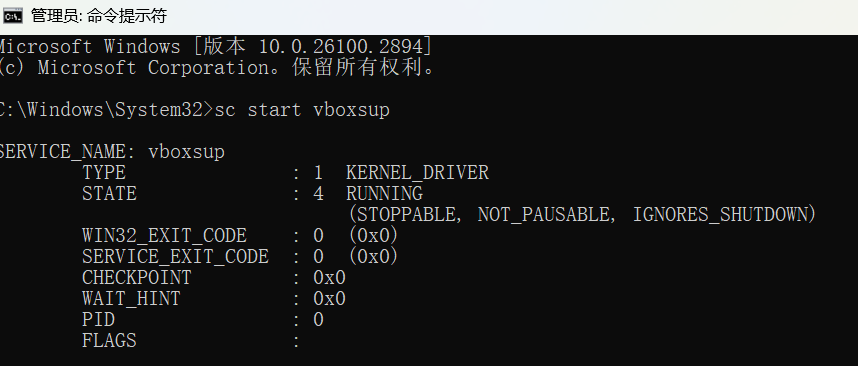 管理员: 命令提示符
Microsoft Windows [版本 10.0.26100.2894]
(c) Microsoft Corporation。保留所有权利。
C:\Windows\System32>sc start vboxsup
SERVICE_NAME: vboxsup
TYPE : 1 KERNEL_DRIVER
STATE : 4 RUNNING
(STOPPABLE, NOT_PAUSABLE, IGNORES_SHUTDOWN)
WIN32_EXIT_CODE : 0 (0x0)
SERVICE_EXIT_CODE : 0 (0x0)
CHECKPOINT : 0x0
WAIT_HINT : 0x0
PID : 0
FLAGS :